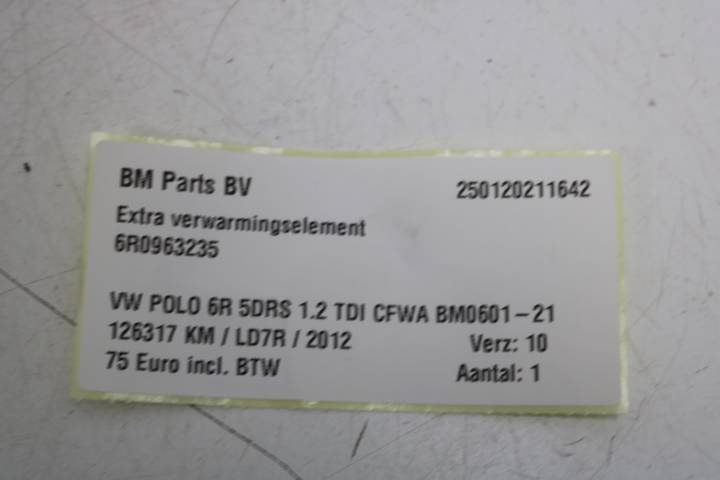 BM Parts BV 250120211642
Extra verwarmingselement
6R0963235
VW POLO 6R 5DRS 1.2 TDI CFWA BM0601-21
126317 KM / LD7R / 2012 Verz: 10
75 Euro incl. BTW Aantal: 1